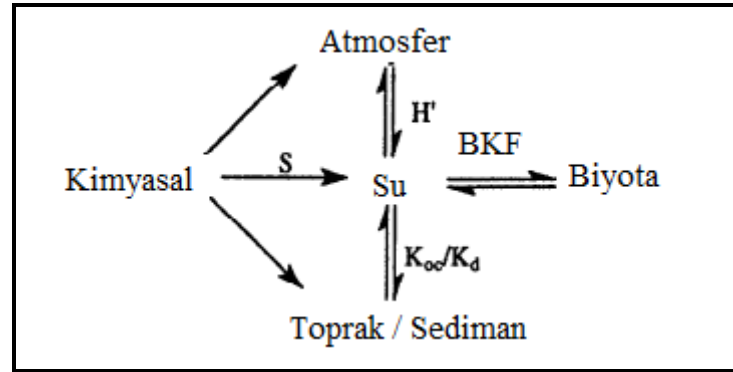 Atmosfer
H'
BKF
S
Kimyasal
Su
Biyota
Koc/Kd
Toprak / Sediman